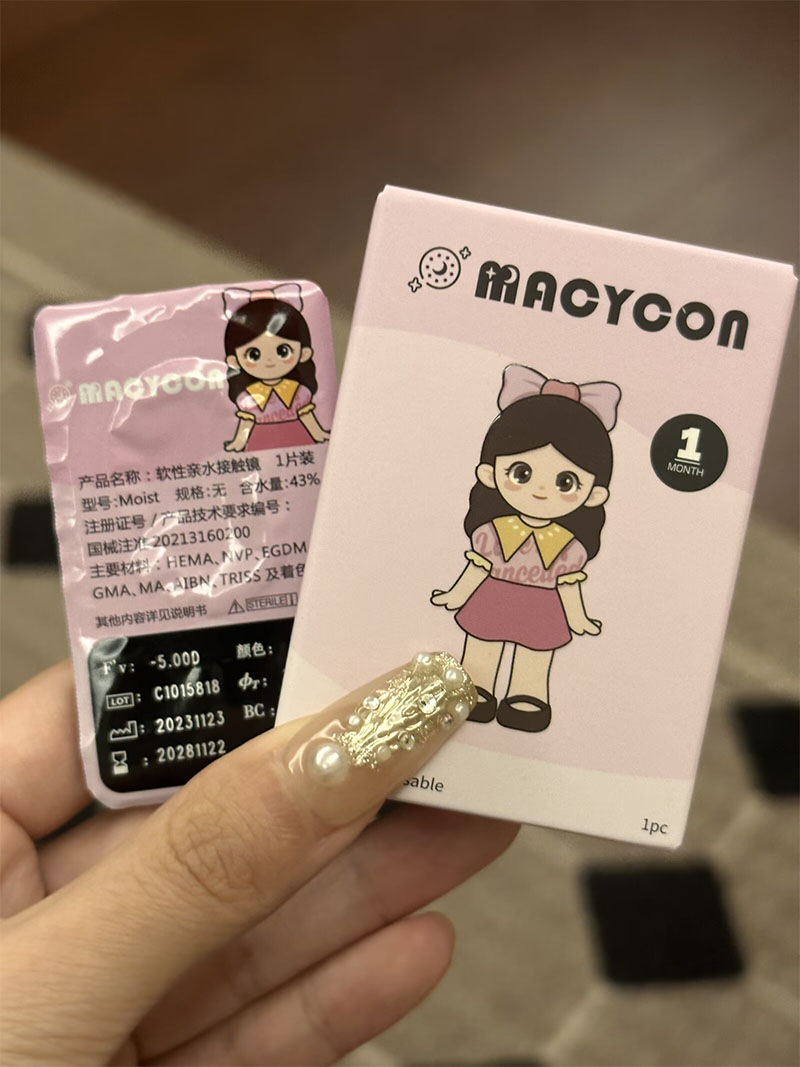 MACYCON
产品名称：软性亲水接触镜 1片装
型号:Moist 规格:无 含水量:43%
注册证号/产品技术要求编号：
国械注准20213160200
主要材料：HEMA、NVP、EGDM
GMA、MA、AIBN、TRISS 及着色
其他内容详见说明书 STERILE
F'v: -5.00D 颜色:
LOT : C1015818 ϕT:
: 20231123 BC:
: 20281122
MACYCON
1
MONTH
sable
1pc